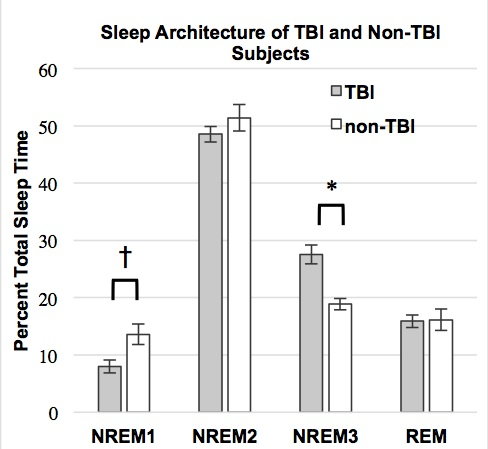 Sleep Architecture of TBI and Non-TBI
Subjects
60
50
40
30
20
10
0
Percent Total Sleep Time
TBI
non-TBI
†
*
NREM1 NREM2 NREM3 REM